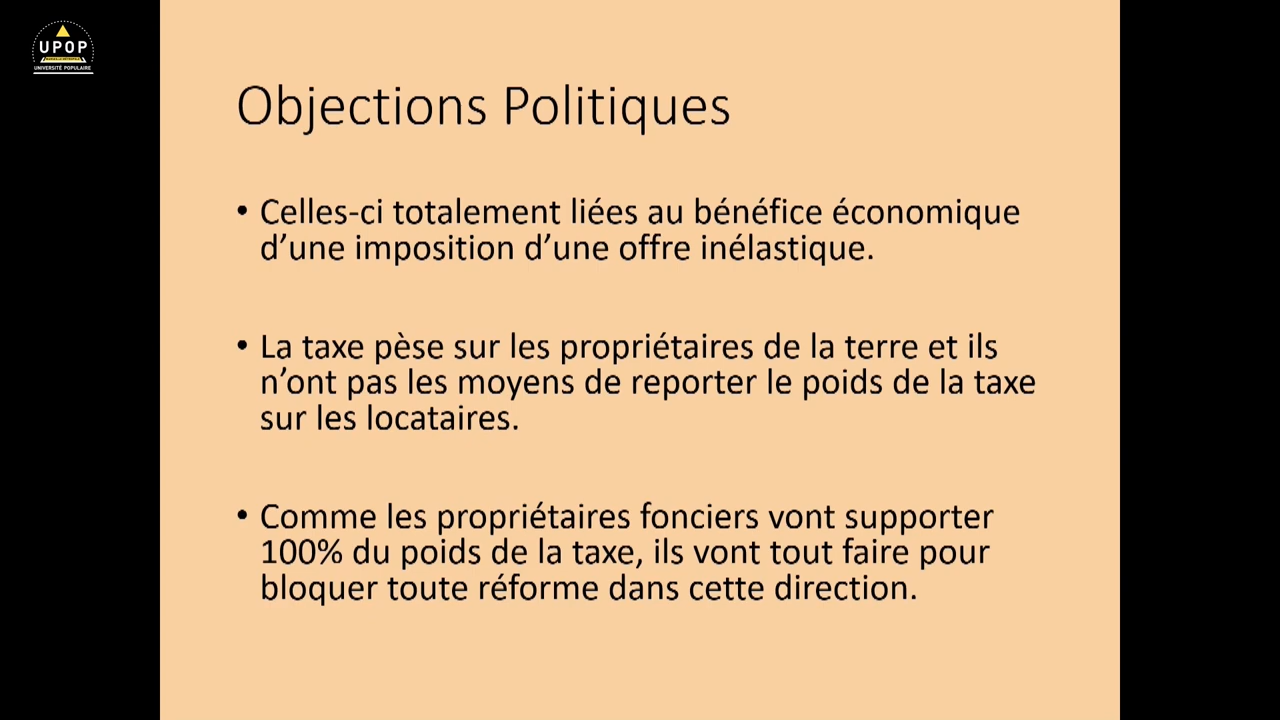 UPOP
UNIVERSITÉ POPULAIRE
Objections Politiques
• Celles-ci totalement liées au bénéfice économique
d’une imposition d’une offre inélastique.
• La taxe pèse sur les propriétaires de la terre et ils
n’ont pas les moyens de reporter le poids de la taxe
sur les locataires.
• Comme les propriétaires fonciers vont supporter
100% du poids de la taxe, ils vont tout faire pour
bloquer toute réforme dans cette direction.